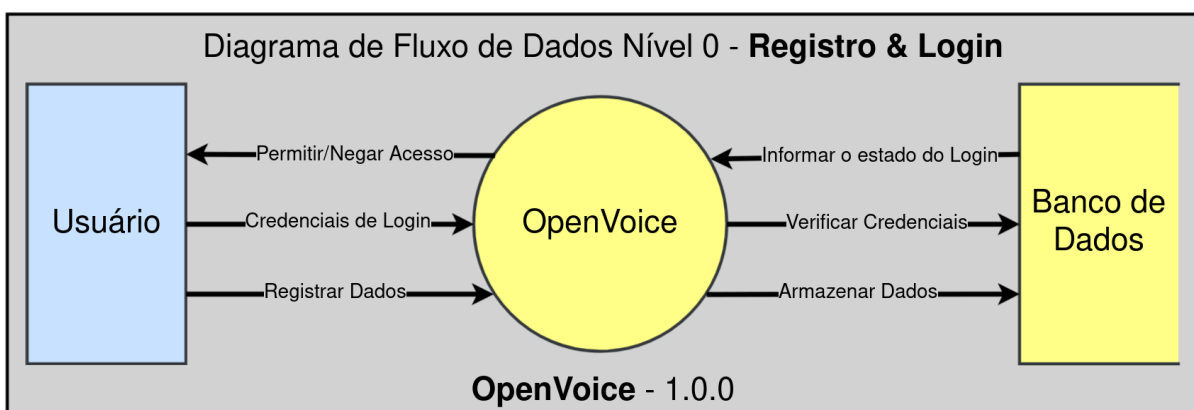 Diagrama de Fluxo de Dados Nível 0 - Registro & Login
Permitir/Negar Acesso
Informar o estado do Login
Usuário
Credenciais de Login
OpenVoice
Verificar Credenciais
Banco de
Dados
Registrar Dados
Armazenar Dados
OpenVoice - 1.0.0